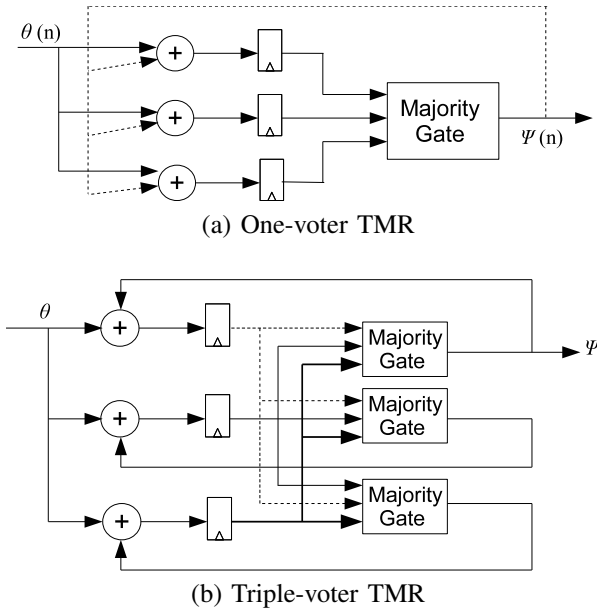 θ(n)
+
+
+
Majority
Gate
Ψ(n)
(a) One-voter TMR
θ
+
+
+
Majority
Gate
Ψ
Majority
Gate
Majority
Gate
(b) Triple-voter TMR